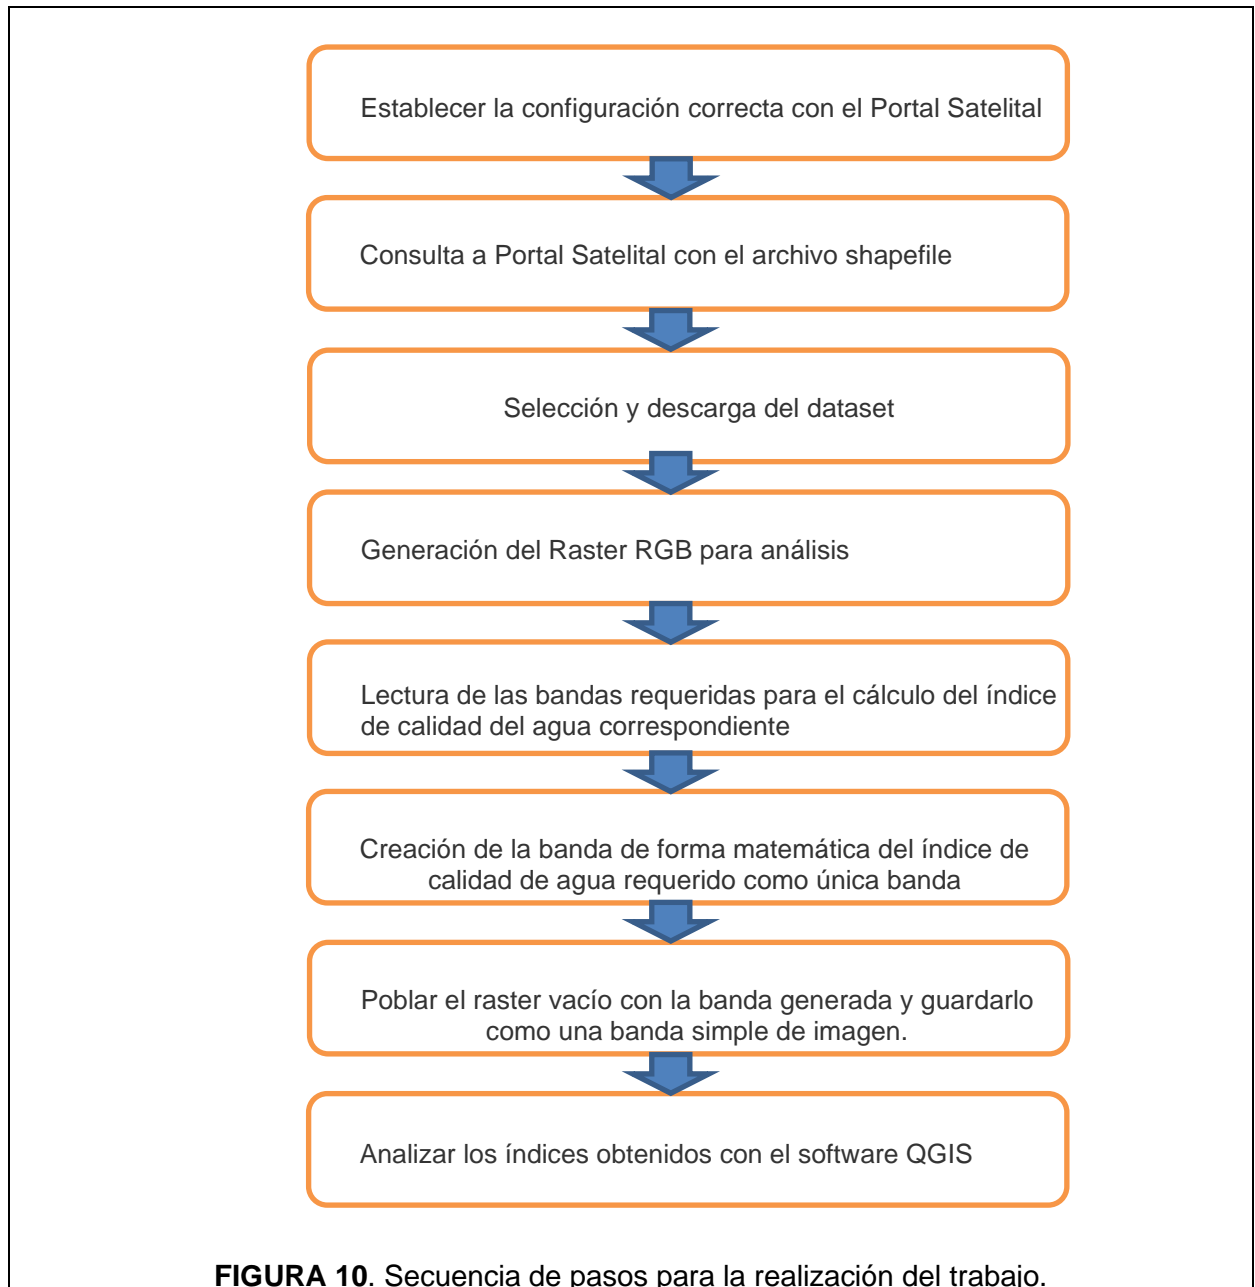 Establecer la configuración correcta con el Portal Satelital
Consulta a Portal Satelital con el archivo shapefile
Selección y descarga del dataset
Generación del Raster RGB para análisis
Lectura de las bandas requeridas para el cálculo del índice
de calidad del agua correspondiente
Creación de la banda de forma matemática del índice de
calidad de agua requerido como única banda
Poblar el raster vacío con la banda generada y guardarlo
como una banda simple de imagen.
Analizar los índices obtenidos con el software QGIS
FIGURA 10. Secuencia de pasos para la realización del trabajo.